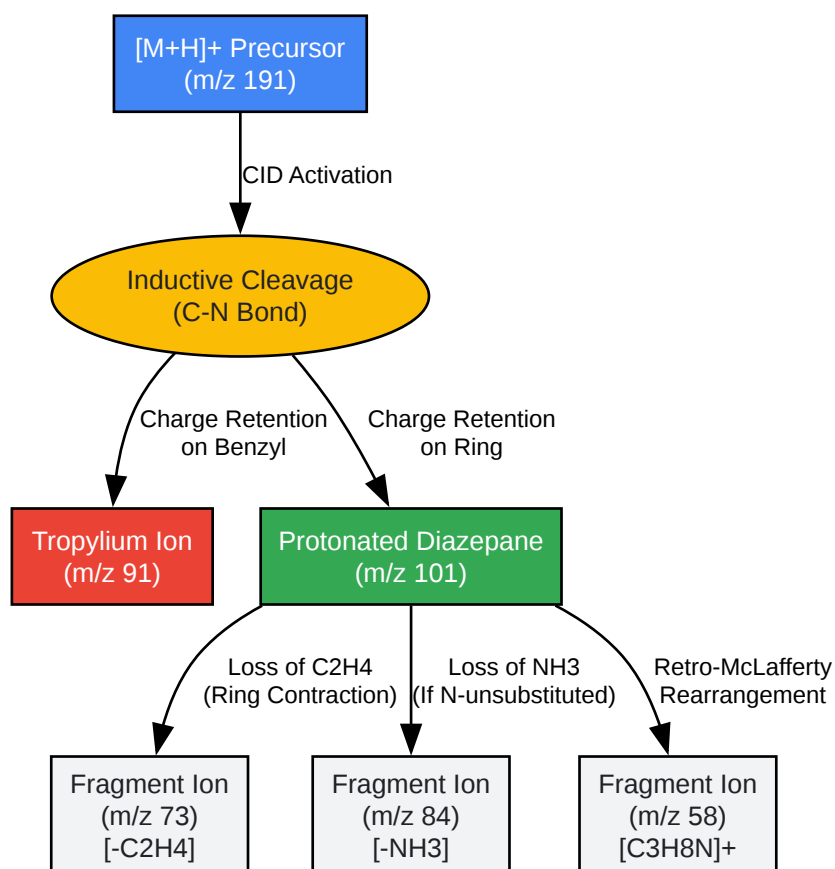 [M+H]+ Precursor
(m/z 191)
CID Activation
Inductive Cleavage
(C-N Bond)
Charge Retention
on Benzyl
Charge Retention
on Ring
Tropylium Ion
(m/z 91)
Protonated Diazepane
(m/z 101)
Loss of C2H4
(Ring Contraction)
Loss of NH3
(If N-unsubstituted)
Retro-McLafferty
Rearrangement
Fragment Ion
(m/z 73)
[-C2H4]
Fragment Ion
(m/z 84)
[-NH3]
Fragment Ion
(m/z 58)
[C3H8N]+